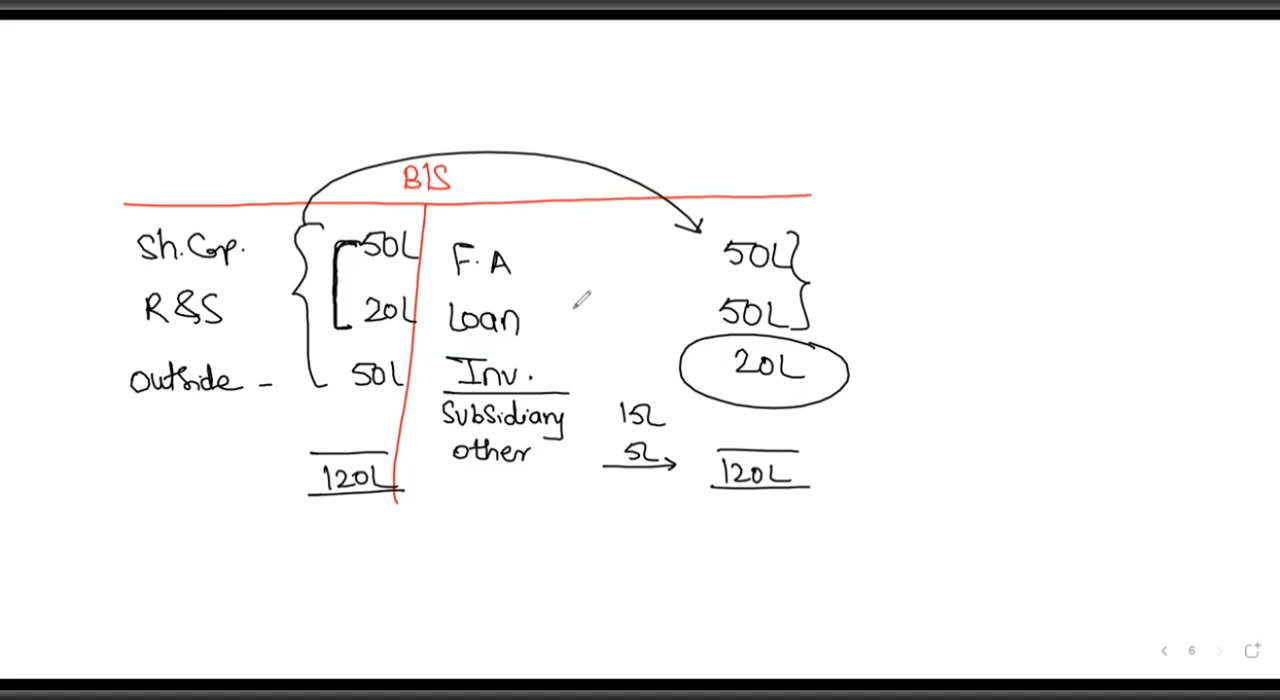 B/S
Sh. Cap. 50L F.A 50L
R&S 20L Loan 50L
Outside - 50L Inv. 20L
Subsidiary 15L
other 5L
120L 120L
6